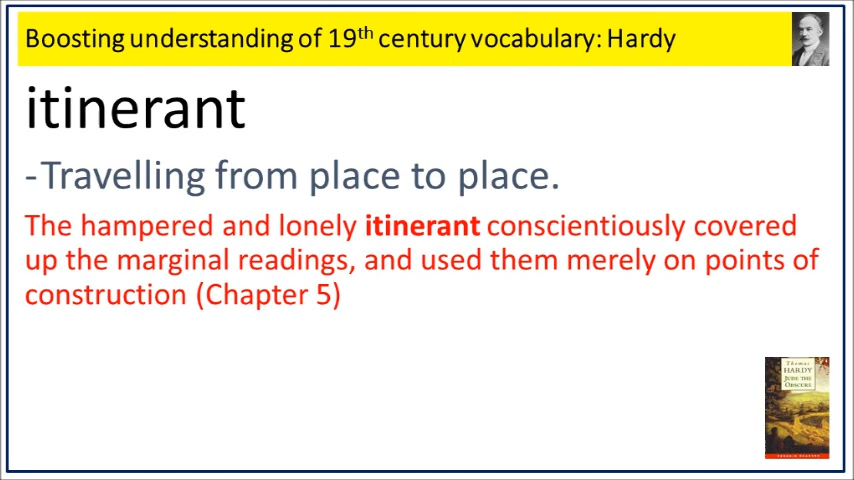 Boosting understanding of 19th century vocabulary: Hardy
itinerant
-Travelling from place to place.
The hampered and lonely itinerant conscientiously covered
up the marginal readings, and used them merely on points of
construction (Chapter 5)
Thomas
HARDY
JUDE THE
OBSCURE